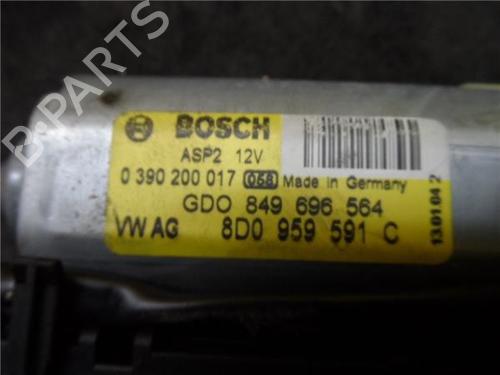 B-PARTS
BOSCH
ASP2 12V
0 390 200 017 068 Made in Germany
GDO 849 696 564
VW AG 8D0 959 591 C
13.01.04 2